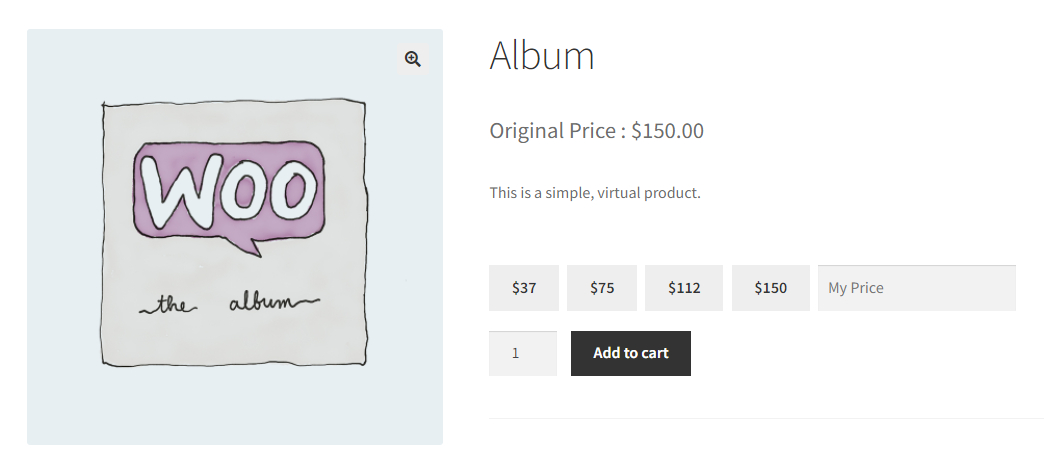 WOO
the album
Album
Original Price : $150.00
This is a simple, virtual product.
$37 $75 $112 $150 My Price
1 Add to cart